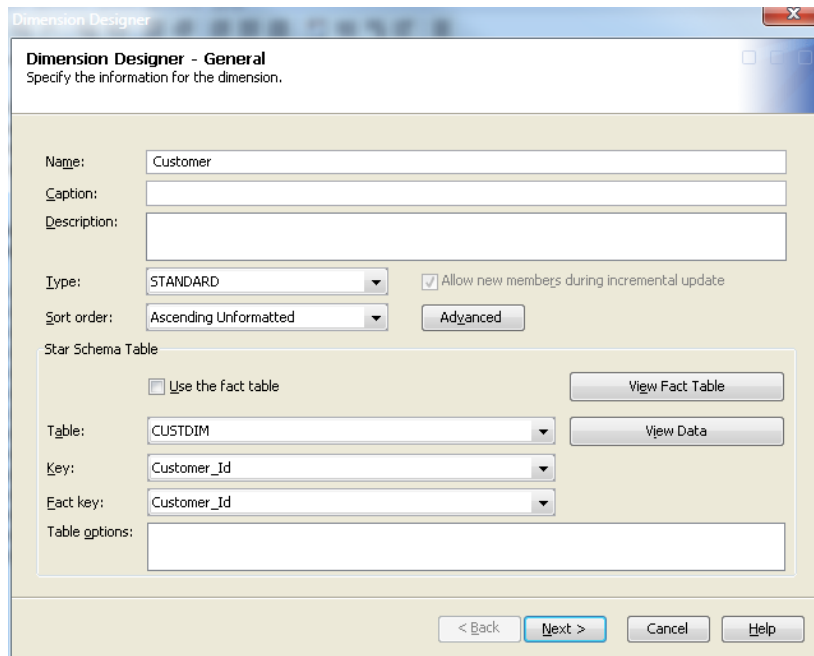 Dimension Designer
Dimension Designer - General
Specify the information for the dimension.
Name: Customer
Caption:
Description:
Type: STANDARD Allow new members during incremental update
Sort order: Ascending Unformatted Advanced
Star Schema Table
Use the fact table View Fact Table
Table: CUSTDIM View Data
Key: Customer_Id
Fact key: Customer_Id
Table options:
< Back Next > Cancel Help